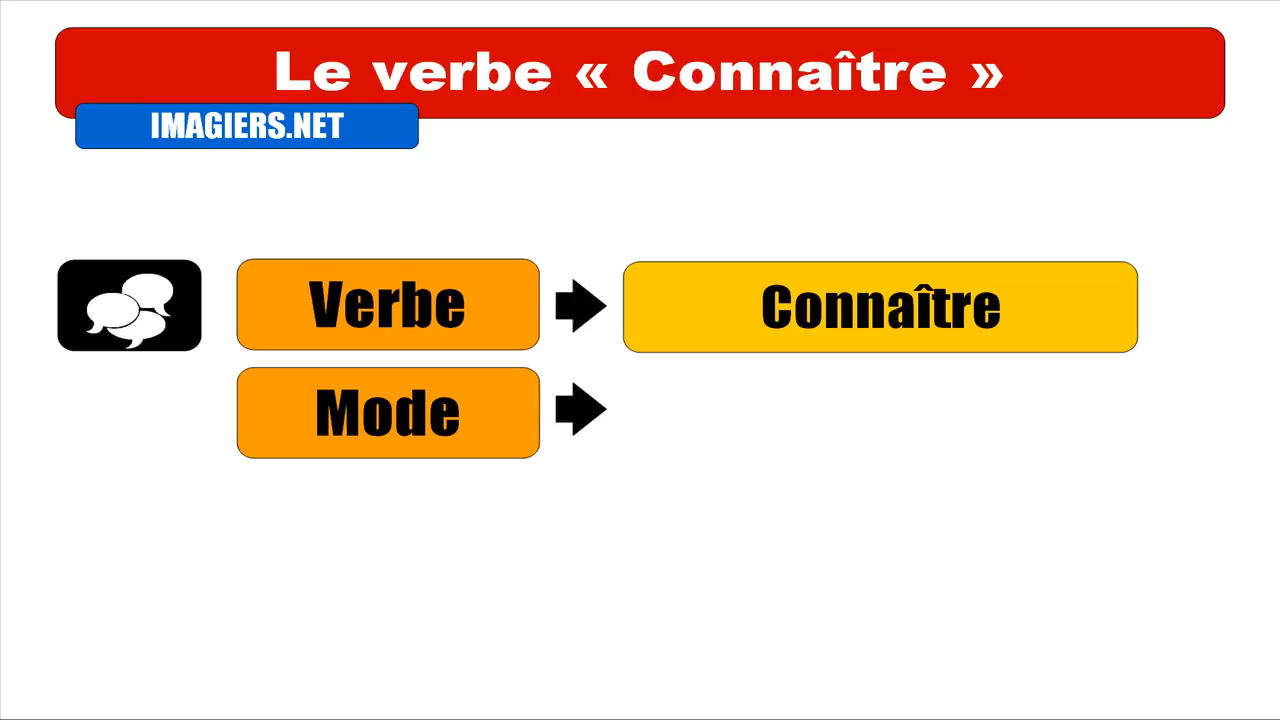 Le verbe « Connaître »
IMAGIERS.NET
Verbe
Connaître
Mode